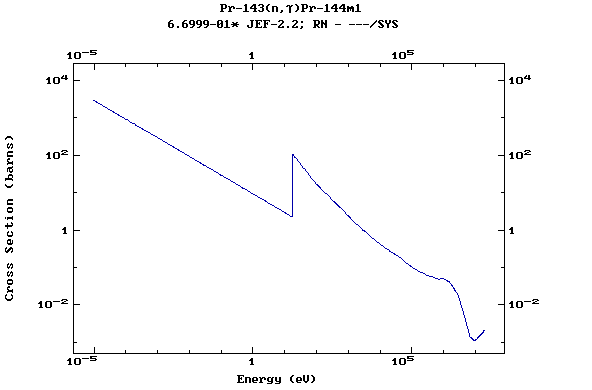 Pr-143(n,γ)Pr-144m1
6.6999-01* JEF-2.2; RN - ---/SYS
10⁻⁵ 1 10⁵
10⁴ 10⁴
10² 10²
1 1
10⁻² 10⁻²
10⁻⁵ 1 10⁵
Cross Section (barns)
Energy (eV)